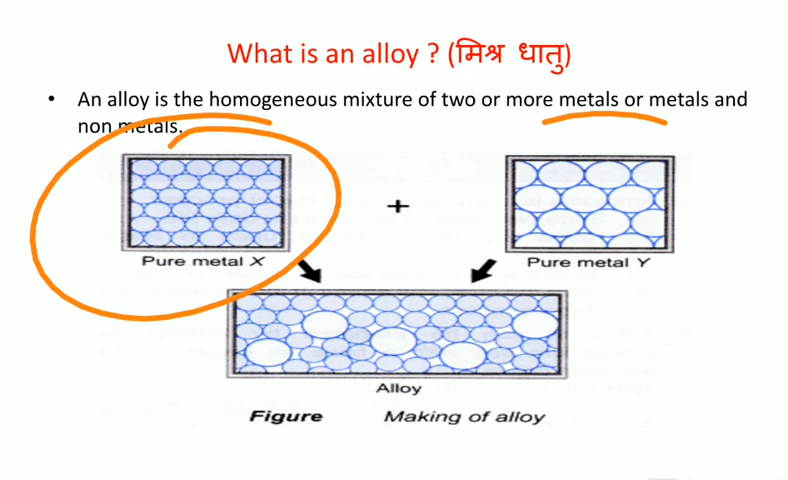 What is an alloy ? (मिश्र धातु)
• An alloy is the homogeneous mixture of two or more metals or metals and
non metals.
+
Pure metal X
Pure metal Y
Alloy
Figure Making of alloy